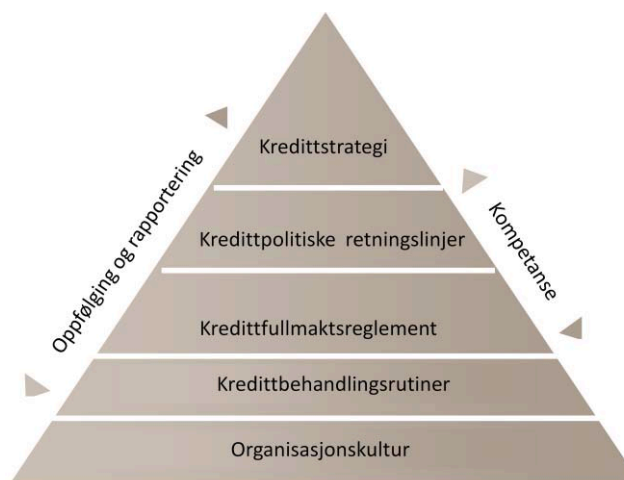 Kredittstrategi
Kredittpolitiske retningslinjer
Kredittfullmaktsreglement
Kredittbehandlingsrutiner
Organisasjonskultur
Oppfølging og rapportering
Kompetanse